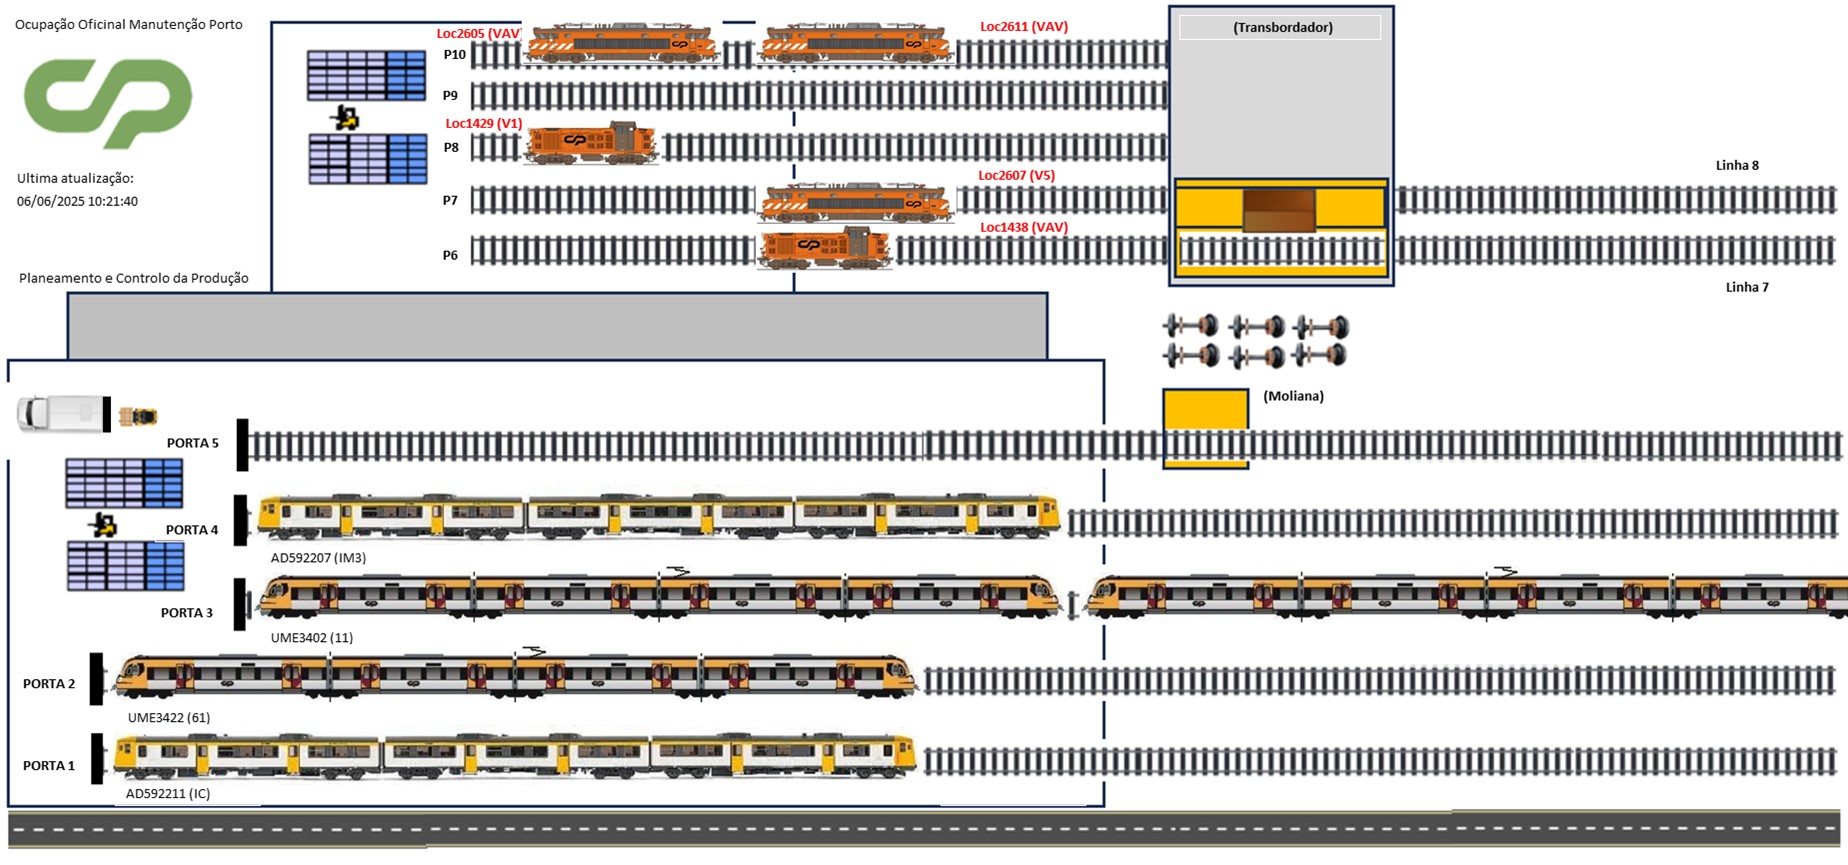 Ocupação Oficinal Manutenção Porto
Loc2605 (VAV)
Loc2611 (VAV)
(Transbordador)
P10
P9
Loc1429 (V1)
P8
Ultima atualização:
06/06/2025 10:21:40
Loc2607 (V5)
Linha 8
P7
Loc1438 (VAV)
P6
Planeamento e Controlo da Produção
Linha 7
(Moliana)
PORTA 5
PORTA 4
AD592207 (IM3)
PORTA 3
UME3402 (11)
PORTA 2
UME3422 (61)
PORTA 1
AD592211 (IC)